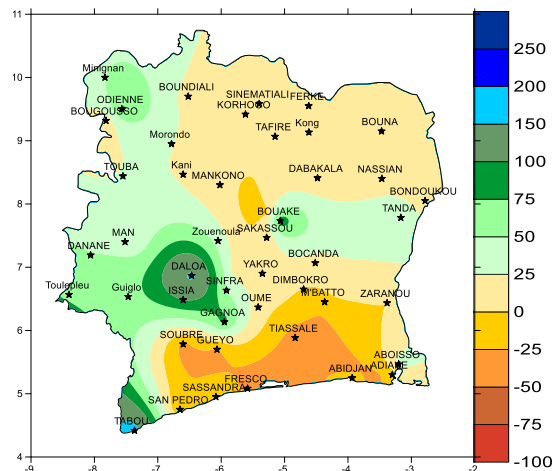 11
10
9
8
7
6
5
4
-9
-8
-7
-6
-5
-4
-3
-2
Minignan
ODIENNE
BOUGOUSSO
BOUNDIALI
SINEMATIALI
FERKE
KORHOGO
Kong
TAFIRE
BOUNA
Morondo
TOUBA
Kani
MANKONO
DABAKALA
NASSIAN
BONDOUKOU
TANDA
BOUAKE
SAKASSOU
Zouenoula
MAN
DANANE
BOCANDA
YAKRO
DALOA
SINFRA
DIMBOKRO
M'BATTO
ZARANOU
Toulepleu
Guiglo
ISSIA
OUME
GAGNOA
TIASSALE
SOUBRE
GUEYO
ABOISSO
ADIAKE
ABIDJAN
FRESCO
SASSANDRA
SAN PEDRO
TABOU
250
200
150
100
75
50
25
0
-25
-50
-75
-100